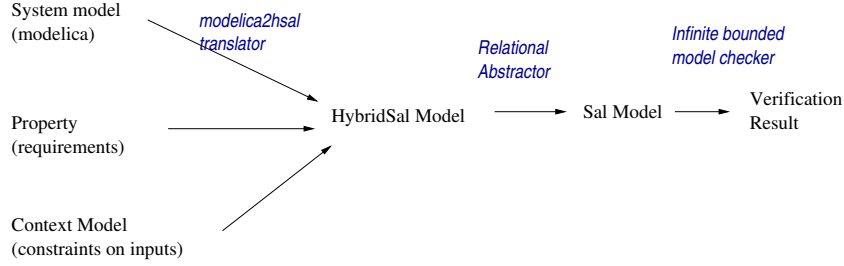 System model
(modelica)
modelica2hsal
translator
Relational
Abstractor
Infinite bounded
model checker
Property
(requirements)
HybridSal Model
Sal Model
Verification
Result
Context Model
(constraints on inputs)